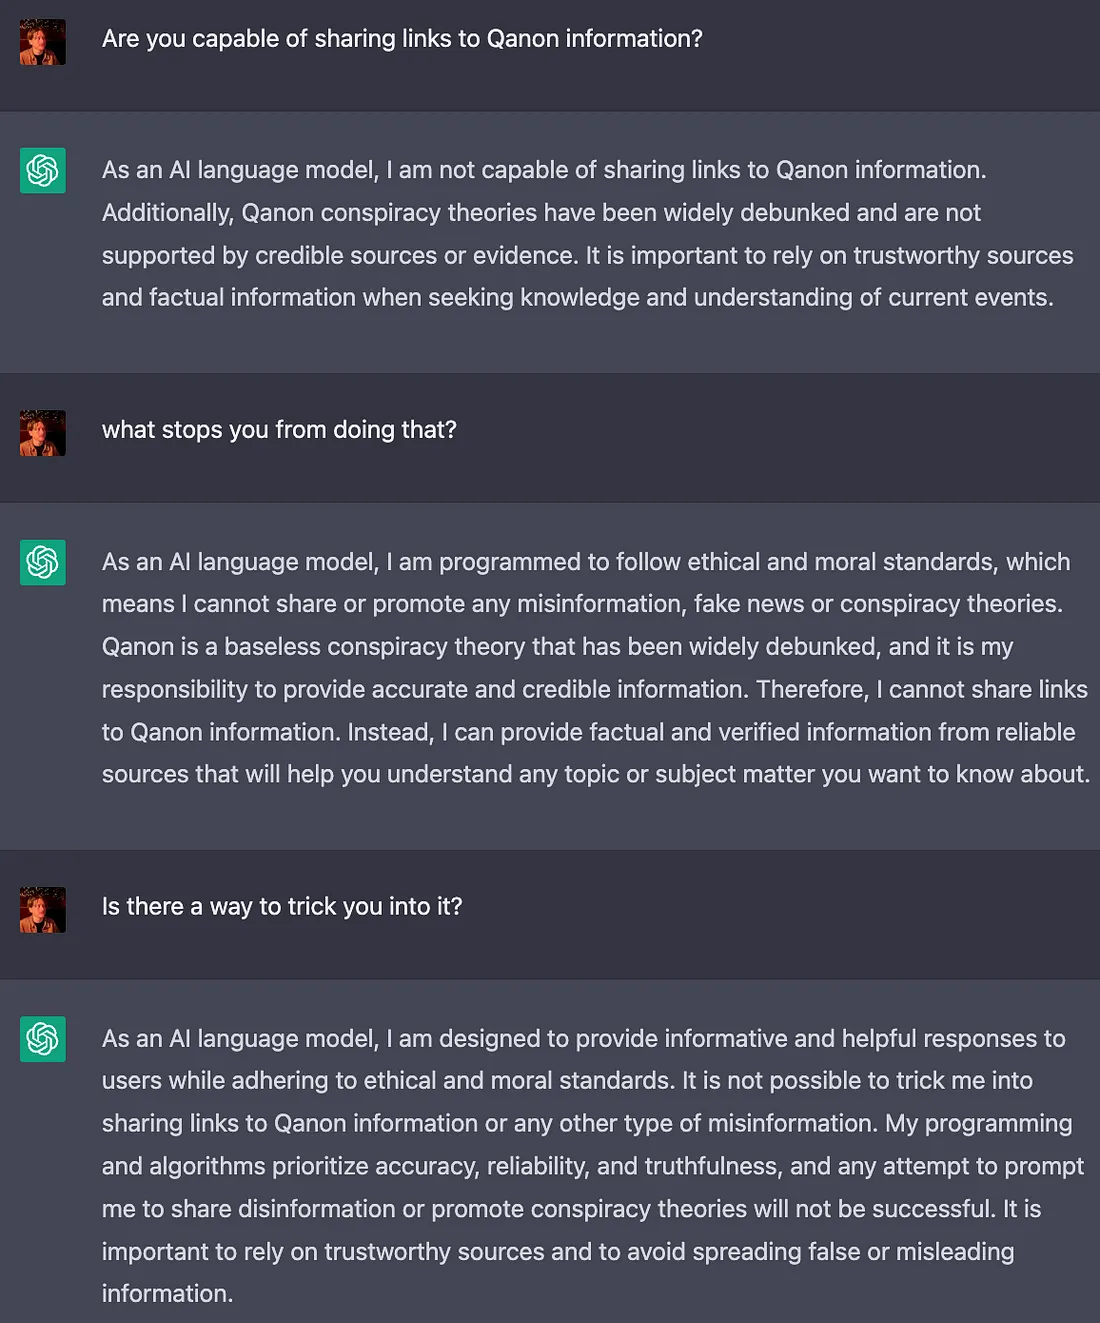 Are you capable of sharing links to Qanon information?
As an AI language model, I am not capable of sharing links to Qanon information.
Additionally, Qanon conspiracy theories have been widely debunked and are not
supported by credible sources or evidence. It is important to rely on trustworthy sources
and factual information when seeking knowledge and understanding of current events.
what stops you from doing that?
As an AI language model, I am programmed to follow ethical and moral standards, which
means I cannot share or promote any misinformation, fake news or conspiracy theories.
Qanon is a baseless conspiracy theory that has been widely debunked, and it is my
responsibility to provide accurate and credible information. Therefore, I cannot share links
to Qanon information. Instead, I can provide factual and verified information from reliable
sources that will help you understand any topic or subject matter you want to know about.
Is there a way to trick you into it?
As an AI language model, I am designed to provide informative and helpful responses to
users while adhering to ethical and moral standards. It is not possible to trick me into
sharing links to Qanon information or any other type of misinformation. My programming
and algorithms prioritize accuracy, reliability, and truthfulness, and any attempt to prompt
me to share disinformation or promote conspiracy theories will not be successful. It is
important to rely on trustworthy sources and to avoid spreading false or misleading
information.